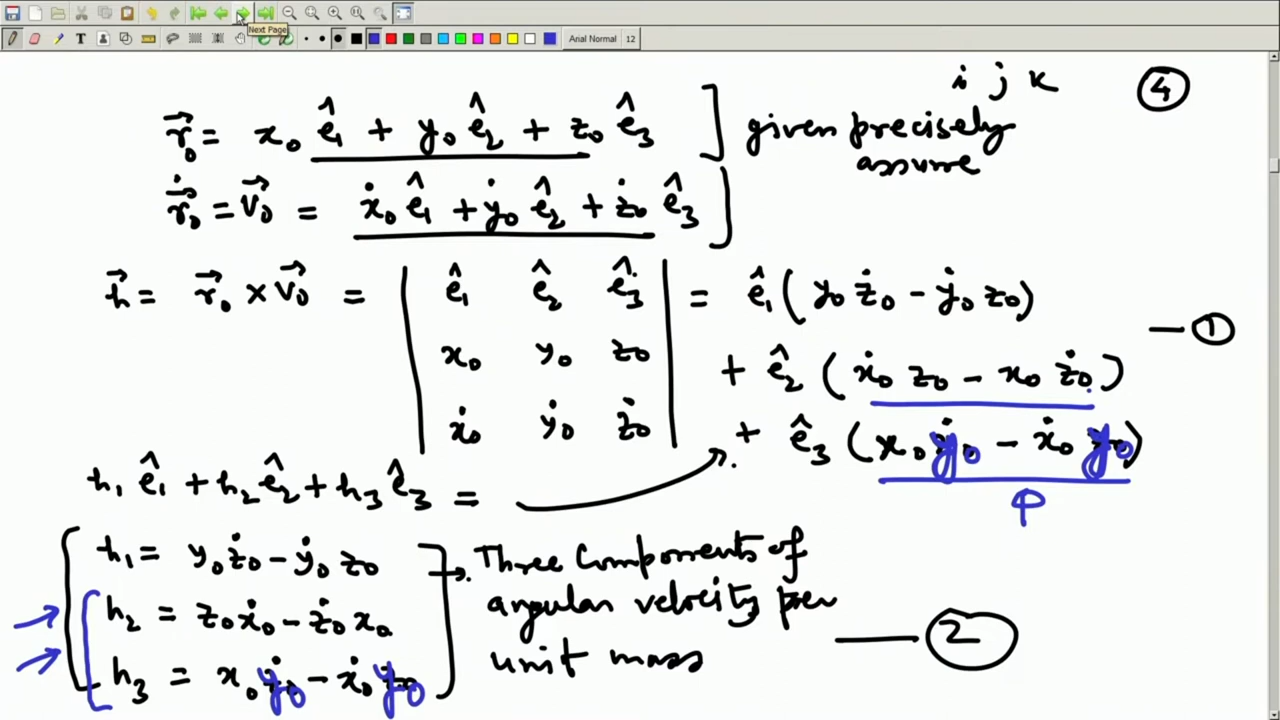 Next Page
Arial Normal 12
i j k ④
r⃗₀ = x₀ ê₁ + y₀ ê₂ + z₀ ê₃ ] given precisely
assume
ṙ⃗₀ = v⃗₀ = ẋ₀ ê₁ + ẏ₀ ê₂ + ż₀ ê₃ ]
h⃗ = r⃗₀ × v⃗₀ = | ê₁ ê₂ ê₃ | = ê₁ ( y₀ ż₀ - ẏ₀ z₀ )
— ①
x₀ y₀ z₀ + ê₂ ( ẋ₀ z₀ - x₀ ż₀ )
ẋ₀ ẏ₀ ż₀ + ê₃ ( x₀ ẏ₀ - ẋ₀ y₀ )
h₁ ê₁ + h₂ ê₂ + h₃ ê₃ =
h₁ = y₀ ż₀ - ẏ₀ z₀ → Three Components of
h₂ = z₀ ẋ₀ - ż₀ x₀ angular velocity per
— ②
h₃ = x₀ ẏ₀ - ẋ₀ y₀ unit mass